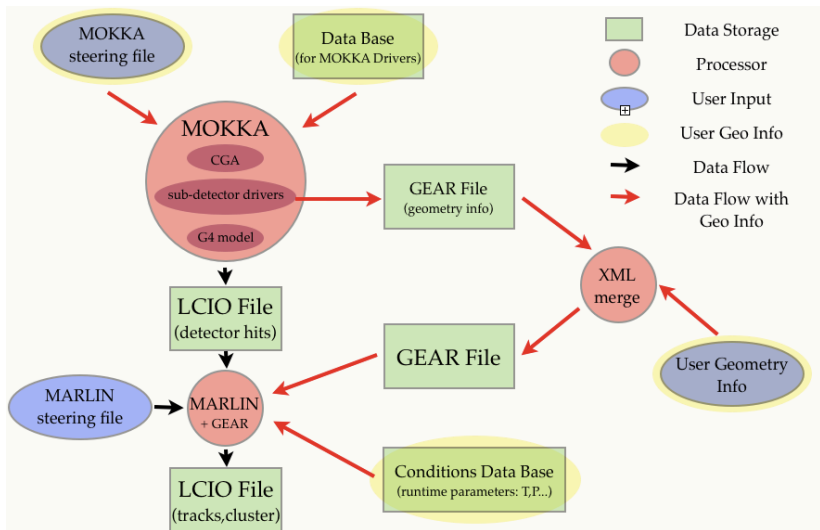 MOKKA
steering file
Data Base
(for MOKKA Drivers)
Data Storage
Processor
User Input
User Geo Info
Data Flow
Data Flow with
Geo Info
MOKKA
CGA
sub-detector drivers
G4 model
GEAR File
(geometry info)
XML
merge
LCIO File
(detector hits)
GEAR File
User Geometry
Info
MARLIN
steering file
MARLIN
+ GEAR
Conditions Data Base
(runtime parameters: T,P...)
LCIO File
(tracks,cluster)